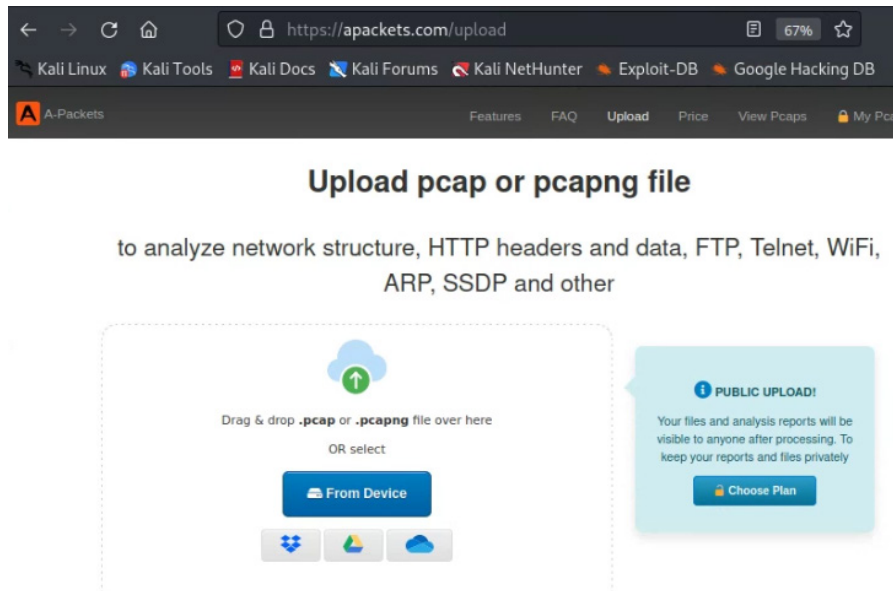 https://apackets.com/upload
67%
Kali Linux Kali Tools Kali Docs Kali Forums Kali NetHunter Exploit-DB Google Hacking DB
A A-Packets Features FAQ Upload Price View Pcaps My Pca
Upload pcap or pcapng file
to analyze network structure, HTTP headers and data, FTP, Telnet, WiFi,
ARP, SSDP and other
Drag & drop .pcap or .pcapng file over here
OR select
From Device
PUBLIC UPLOAD!
Your files and analysis reports will be
visible to anyone after processing. To
keep your reports and files privately
Choose Plan